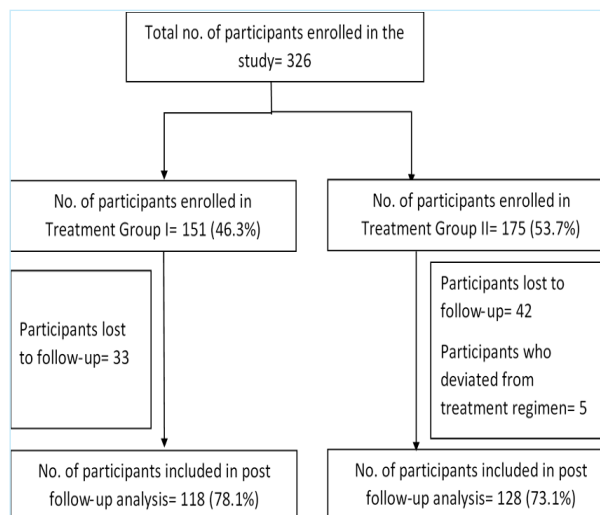 Total no. of participants enrolled in the
study= 326
No. of participants enrolled in
Treatment Group I= 151 (46.3%)
No. of participants enrolled in
Treatment Group II= 175 (53.7%)
Participants lost
to follow-up= 33
Participants lost to
follow-up= 42
Participants who
deviated from
treatment regimen= 5
No. of participants included in post
follow-up analysis= 118 (78.1%)
No. of participants included in post
follow-up analysis= 128 (73.1%)